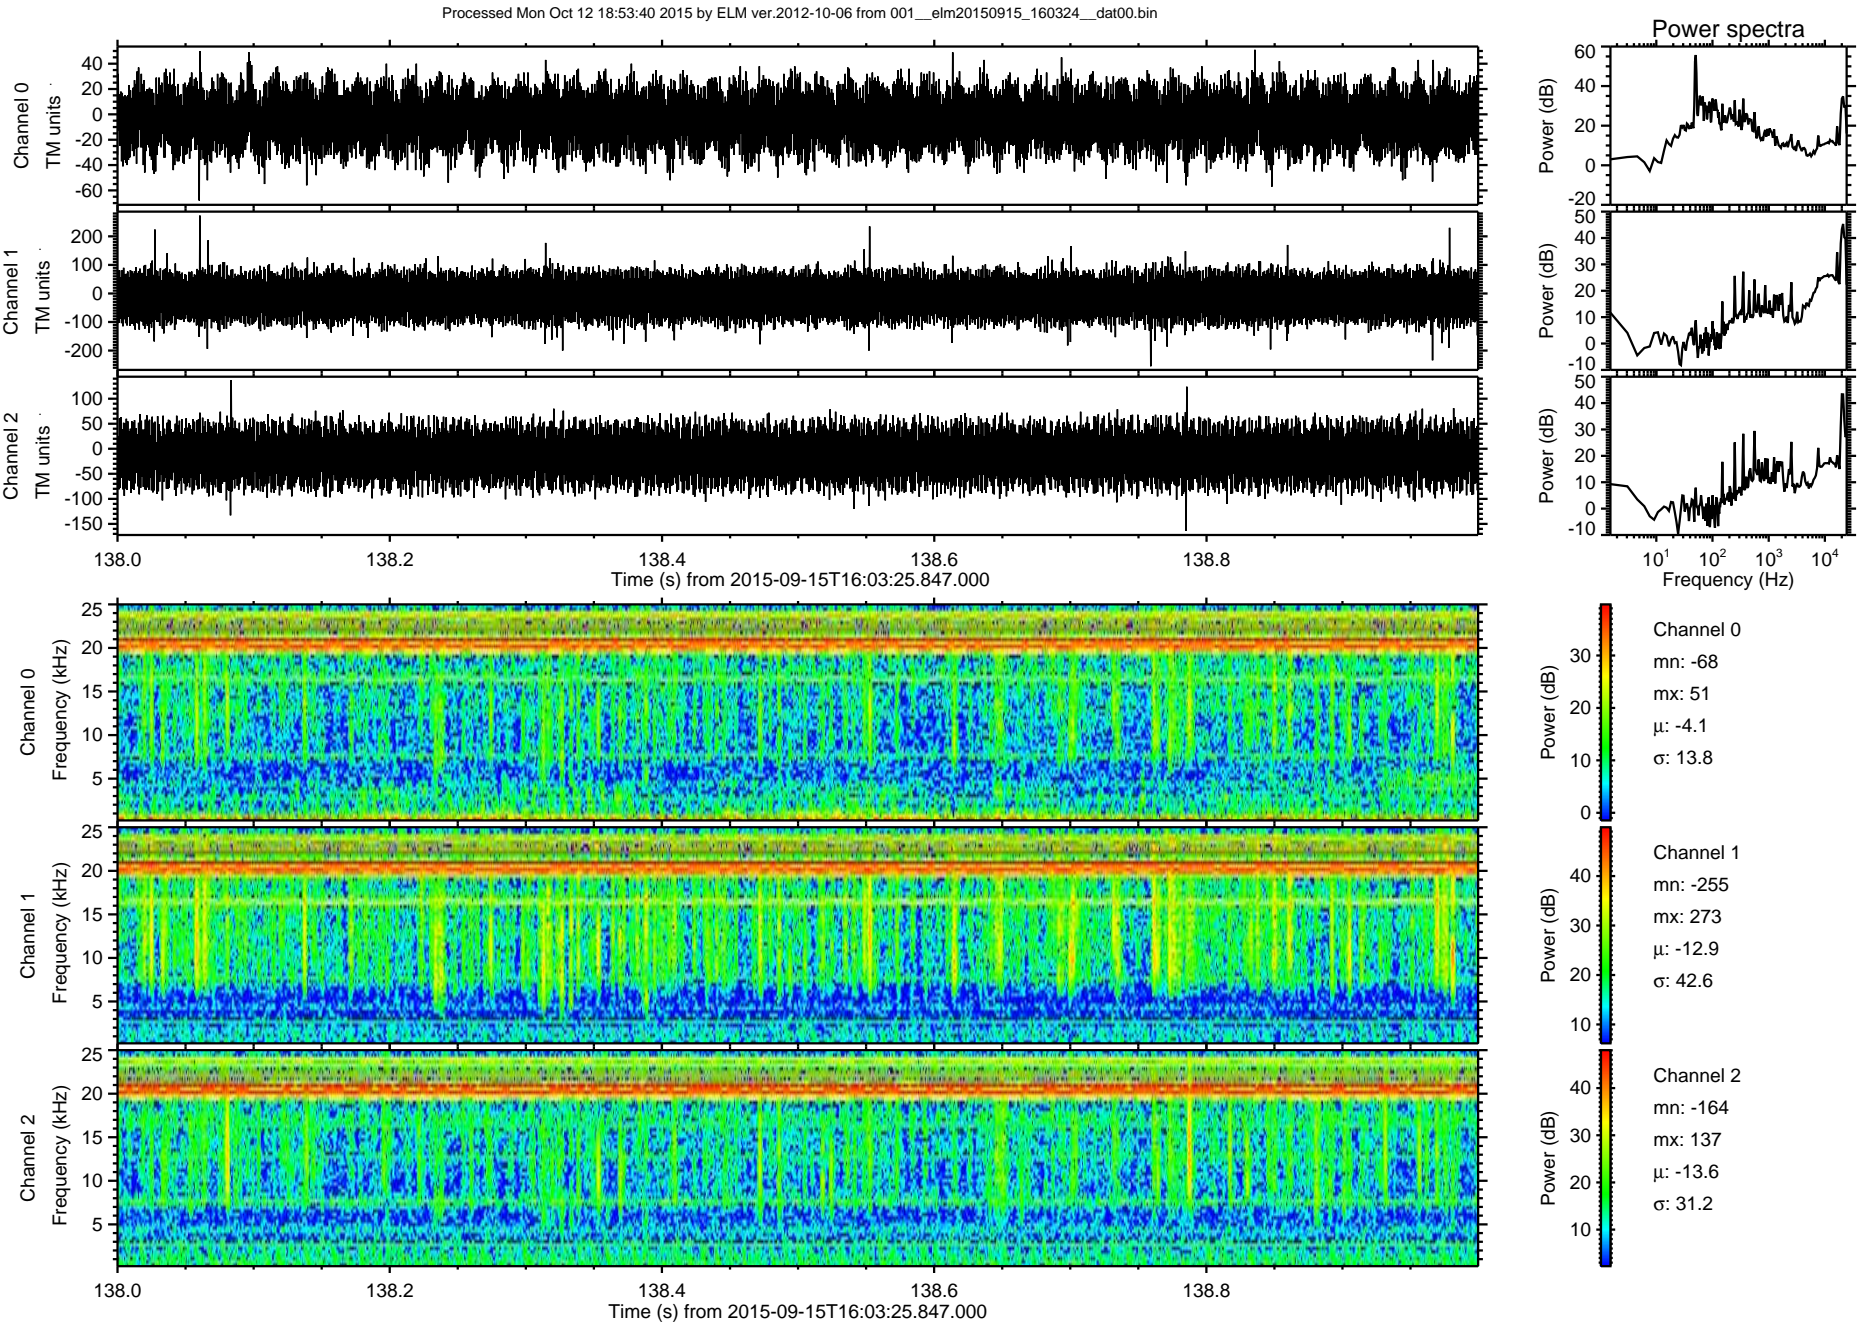 Processed Mon Oct 12 18:53:40 2015 by ELM ver.2012-10-06 from 001__elm20150915_160324__dat00.bin
Power spectra
Channel 0
TM units
40
20
0
-20
-40
-60
Power (dB)
60
40
20
0
-20
Channel 1
TM units
200
100
0
-100
-200
Power (dB)
50
40
30
20
10
0
-10
Channel 2
TM units
100
50
0
-50
-100
-150
Power (dB)
50
40
30
20
10
0
-10
138.0 138.2 138.4 138.6 138.8
Time (s) from 2015-09-15T16:03:25.847.000
10¹ 10² 10³ 10⁴
Frequency (Hz)
Channel 0
Frequency (kHz)
25
20
15
10
5
Power (dB)
30
20
10
0
Channel 0
mn: -68
mx: 51
μ: -4.1
σ: 13.8
Channel 1
Frequency (kHz)
25
20
15
10
5
Power (dB)
40
30
20
10
Channel 1
mn: -255
mx: 273
μ: -12.9
σ: 42.6
Channel 2
Frequency (kHz)
25
20
15
10
5
Power (dB)
40
30
20
10
Channel 2
mn: -164
mx: 137
μ: -13.6
σ: 31.2
138.0 138.2 138.4 138.6 138.8
Time (s) from 2015-09-15T16:03:25.847.000